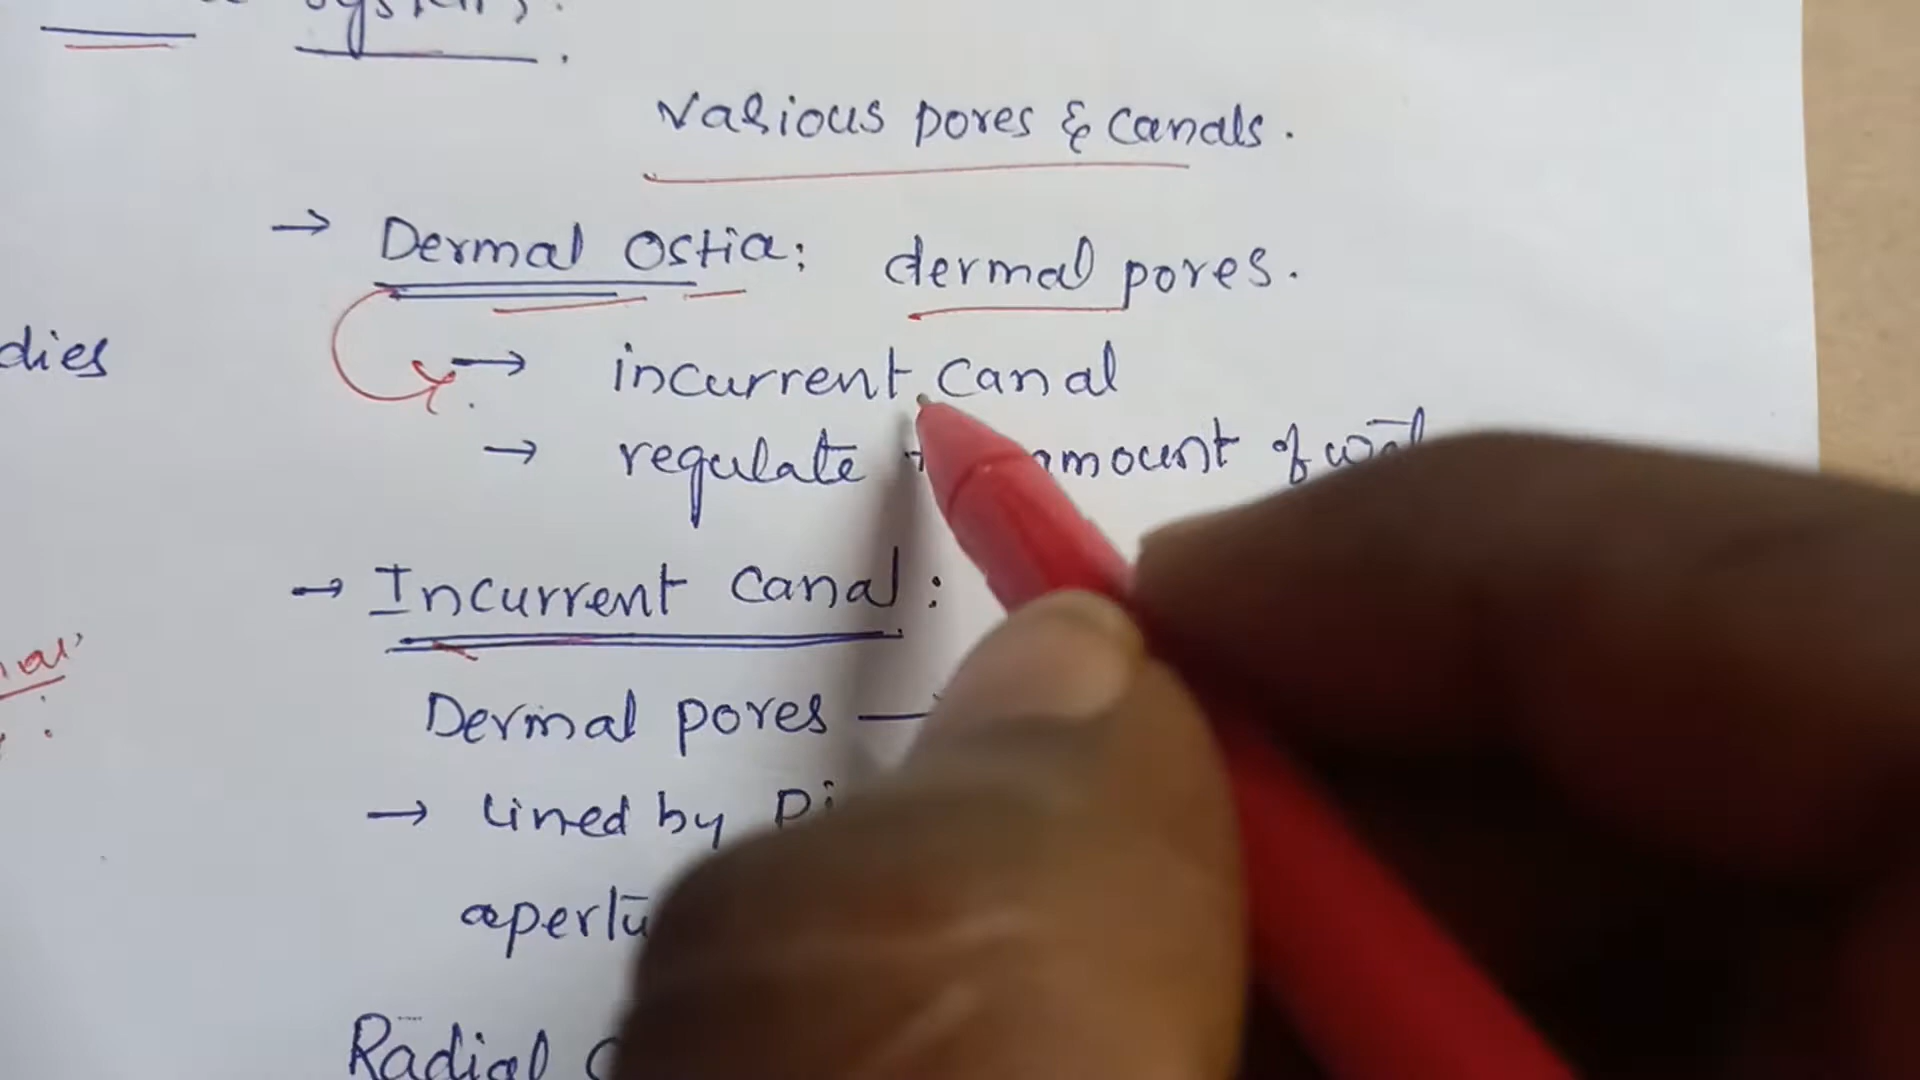 Various pores & canals.
→ Dermal Ostia: dermal pores.
→ incurrent canal
dies
→ regulate amount of
→ Incurrent canal:
Dermal pores →
→ lined by
Radial